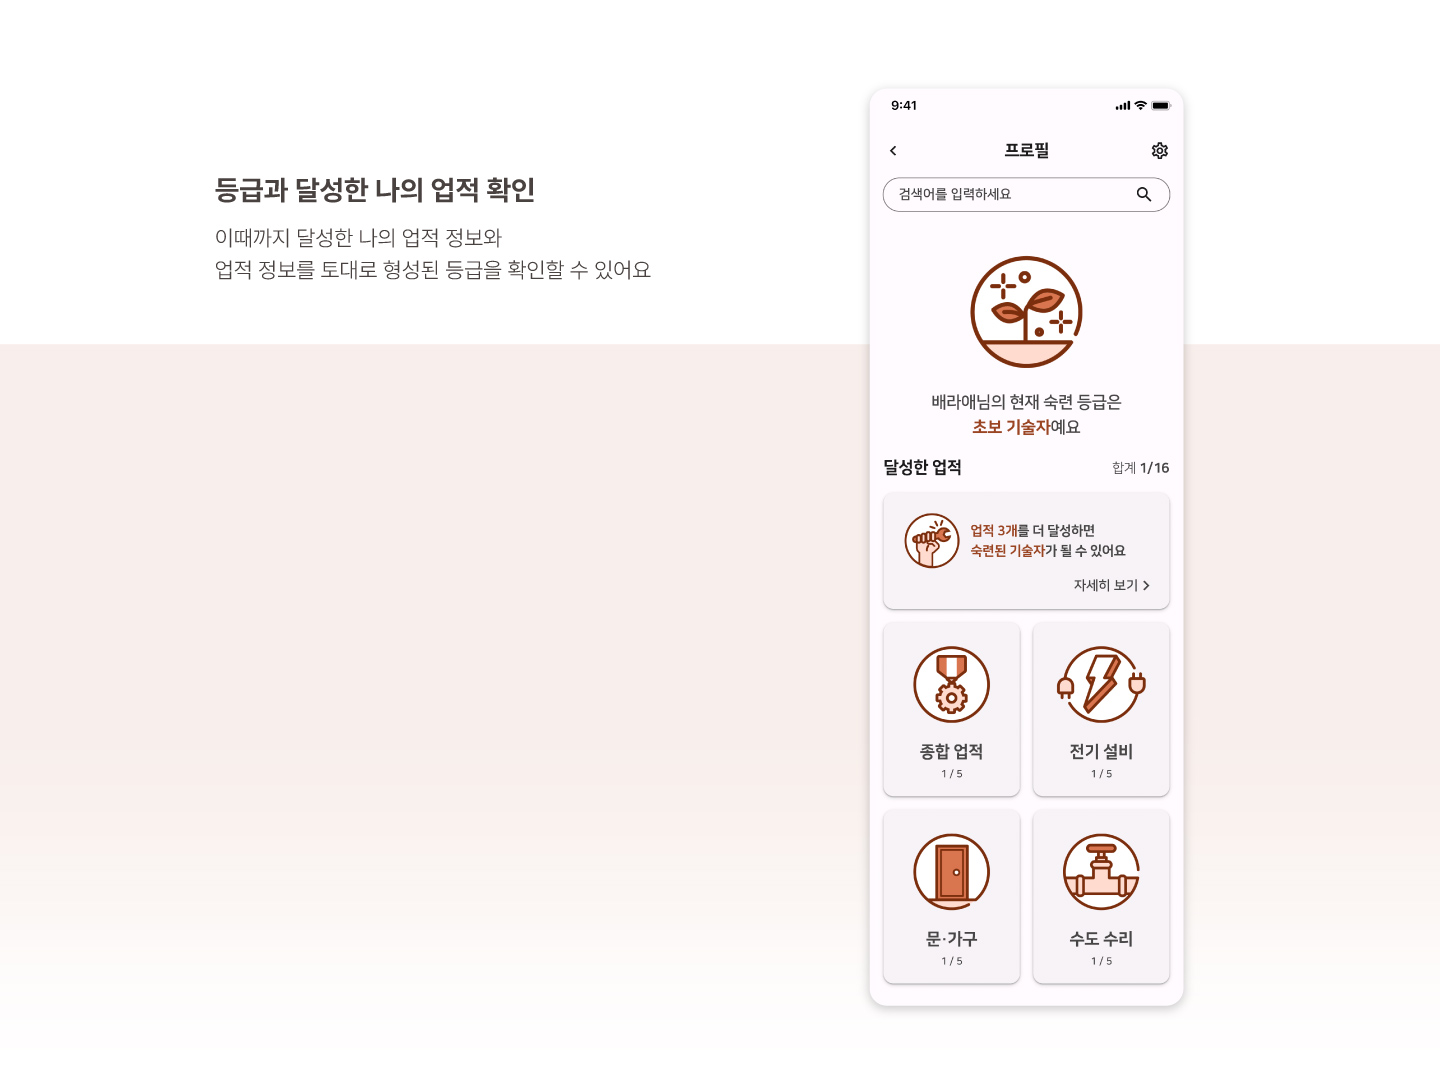 등급과 달성한 나의 업적 확인
이때까지 달성한 나의 업적 정보와
업적 정보를 토대로 형성된 등급을 확인할 수 있어요
9:41
프로필
검색어를 입력하세요
배라애님의 현재 숙련 등급은
초보 기술자예요
달성한 업적
합계 1/16
업적 3개를 더 달성하면
숙련된 기술자가 될 수 있어요
자세히 보기
종합 업적
1 / 5
전기 설비
1 / 5
문·가구
1 / 5
수도 수리
1 / 5